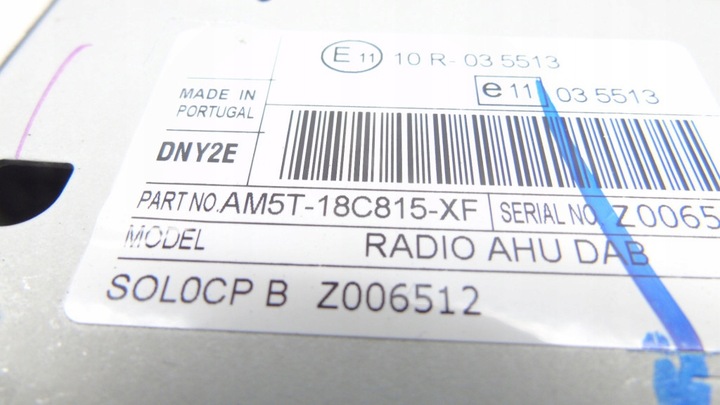 E 11 10 R- 03 5513
e 11 03 5513
MADE IN
PORTUGAL
DNY2E
PART NO. AM5T-18C815-XF SERIAL NO Z0065
MODEL RADIO AHU DAB
SOL0CP B Z006512